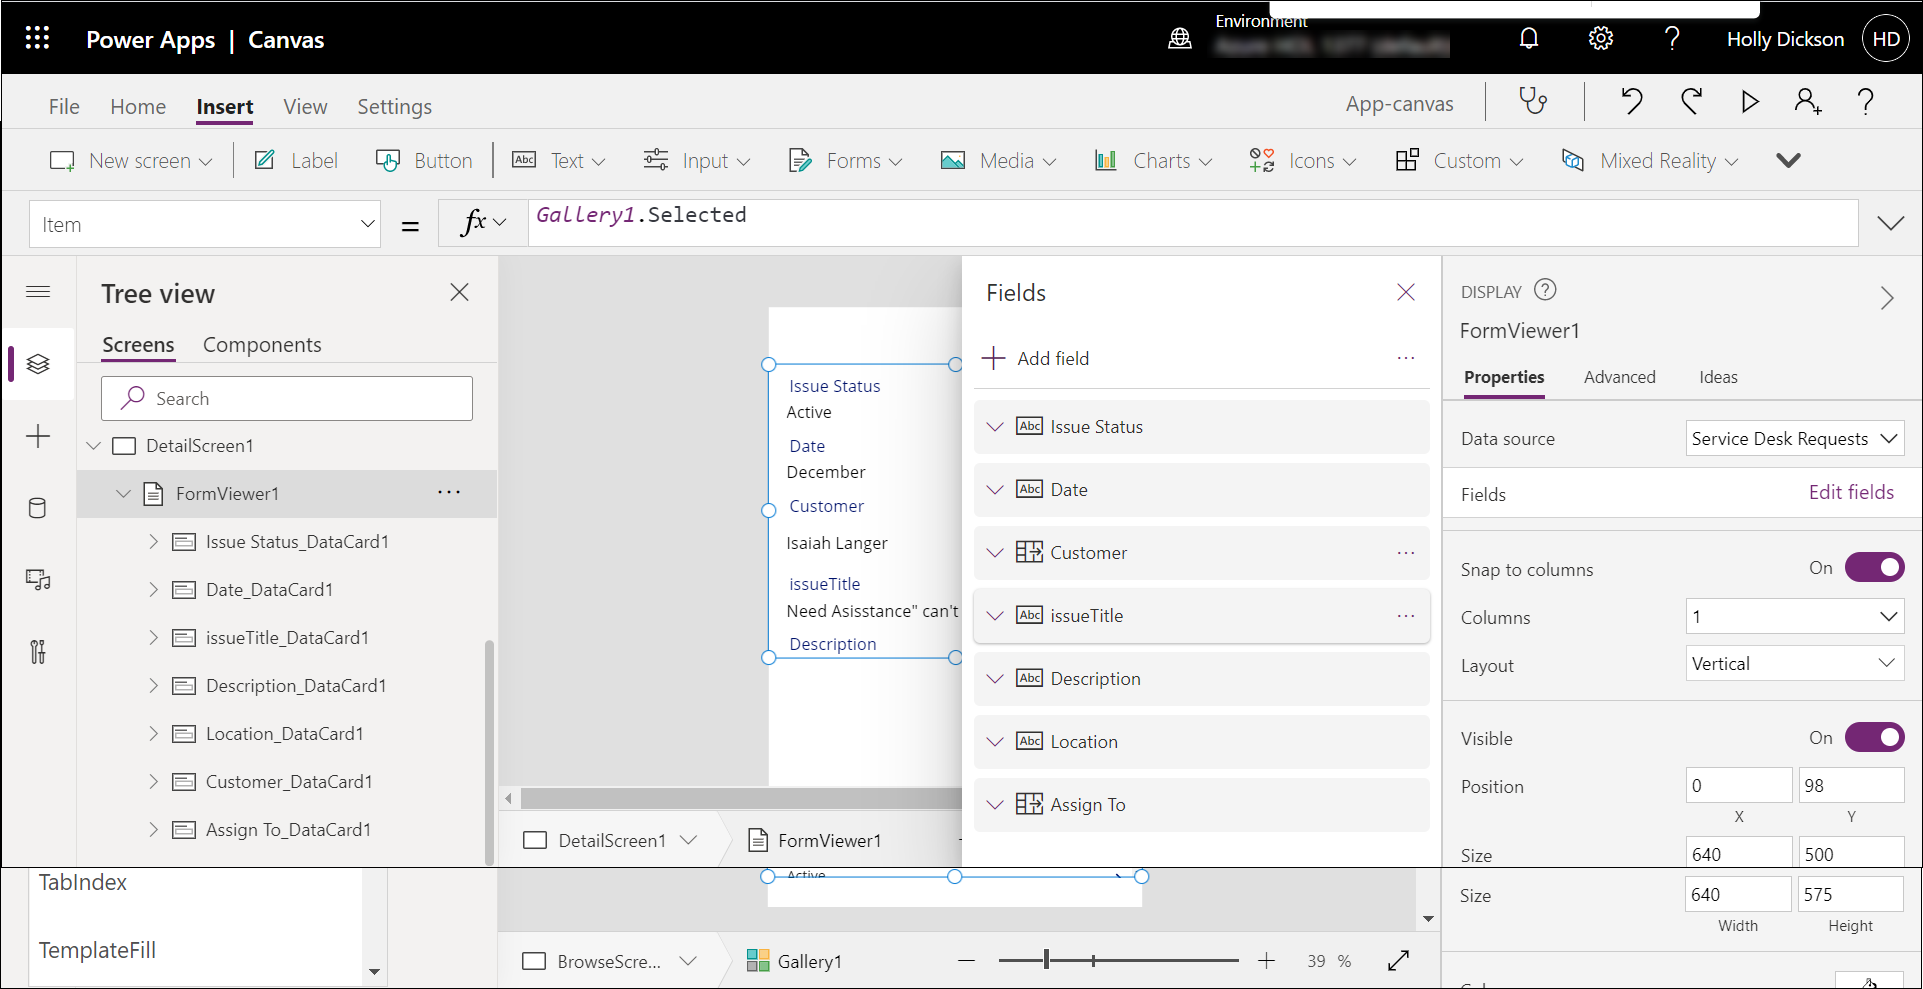 Power Apps | Canvas
Environment
Holly Dickson
HD
File Home Insert View Settings
App-canvas
New screen Label Button Abc Text Input Forms Media Charts Icons Custom Mixed Reality
Item = fx Gallery1.Selected
Tree view
Screens Components
Search
DetailScreen1
FormViewer1
Issue Status_DataCard1
Date_DataCard1
issueTitle_DataCard1
Description_DataCard1
Location_DataCard1
Customer_DataCard1
Assign To_DataCard1
Issue Status
Active
Date
December
Customer
Isaiah Langer
issueTitle
Need Asisstance" can't
Description
DetailScreen1 FormViewer1
Fields
Add field
Abc Issue Status
Abc Date
Customer
Abc issueTitle
Abc Description
Abc Location
Assign To
DISPLAY
FormViewer1
Properties Advanced Ideas
Data source Service Desk Requests
Fields Edit fields
Snap to columns On
Columns 1
Layout Vertical
Visible On
Position 0 98
X Y
Size 640 500
TabIndex
TemplateFill
Active
BrowseScre... Gallery1
39 %
Size 640 575
Width Height